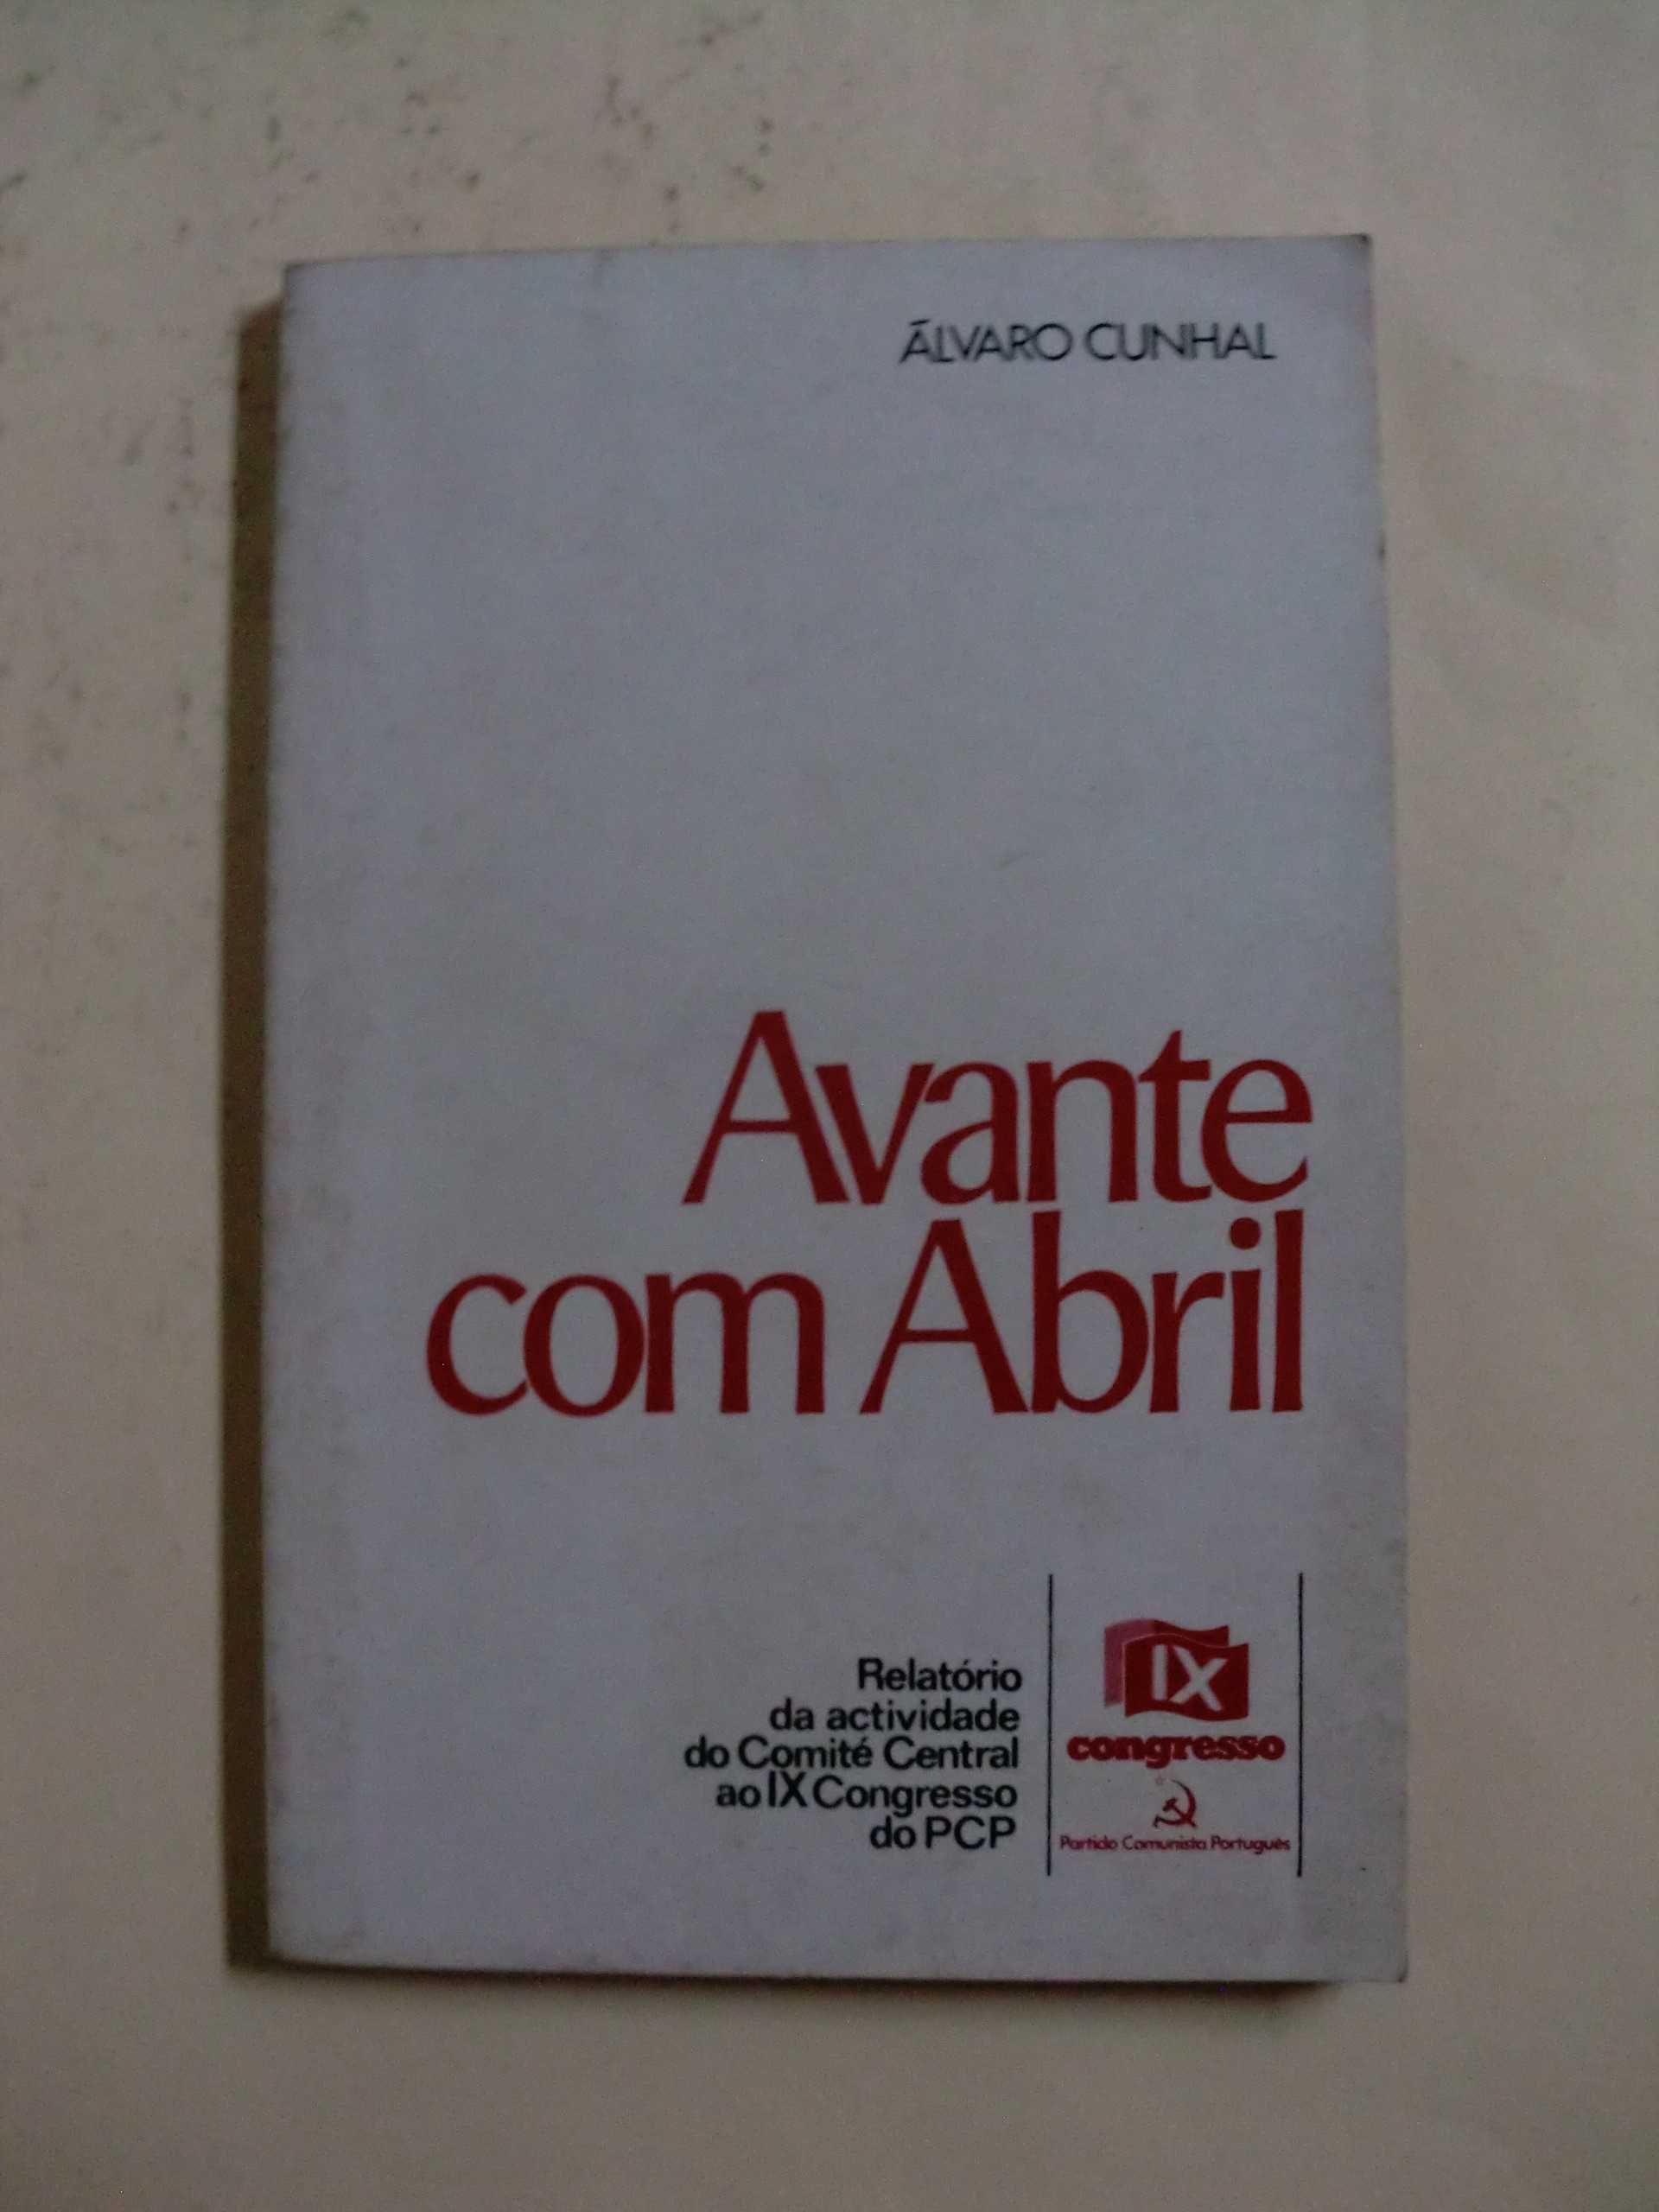 ÁLVARO CUNHAL
Avante
com Abril
Relatório
da actividade
do Comité Central
ao IX Congresso
do PCP
IX
congresso
Partido Comunista Português